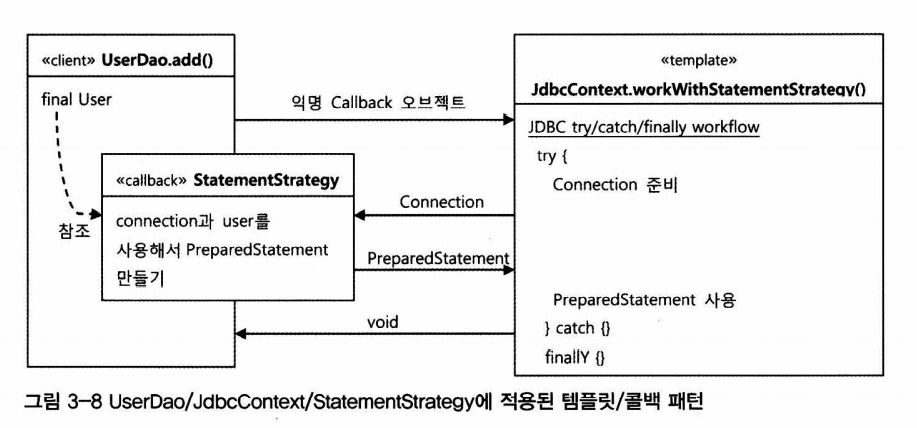 «client» UserDao.add()
final User
참조
«callback» StatementStrategy
connection과 user를
사용해서 PreparedStatement
만들기
익명 Callback 오브젝트
Connection
PreparedStatement
void
«template»
JdbcContext.workWithStatementStrategy()
JDBC try/catch/finally workflow
try {
Connection 준비
PreparedStatement 사용
} catch {}
finallY {}
그림 3-8 UserDao/JdbcContext/StatementStrategy에 적용된 템플릿/콜백 패턴